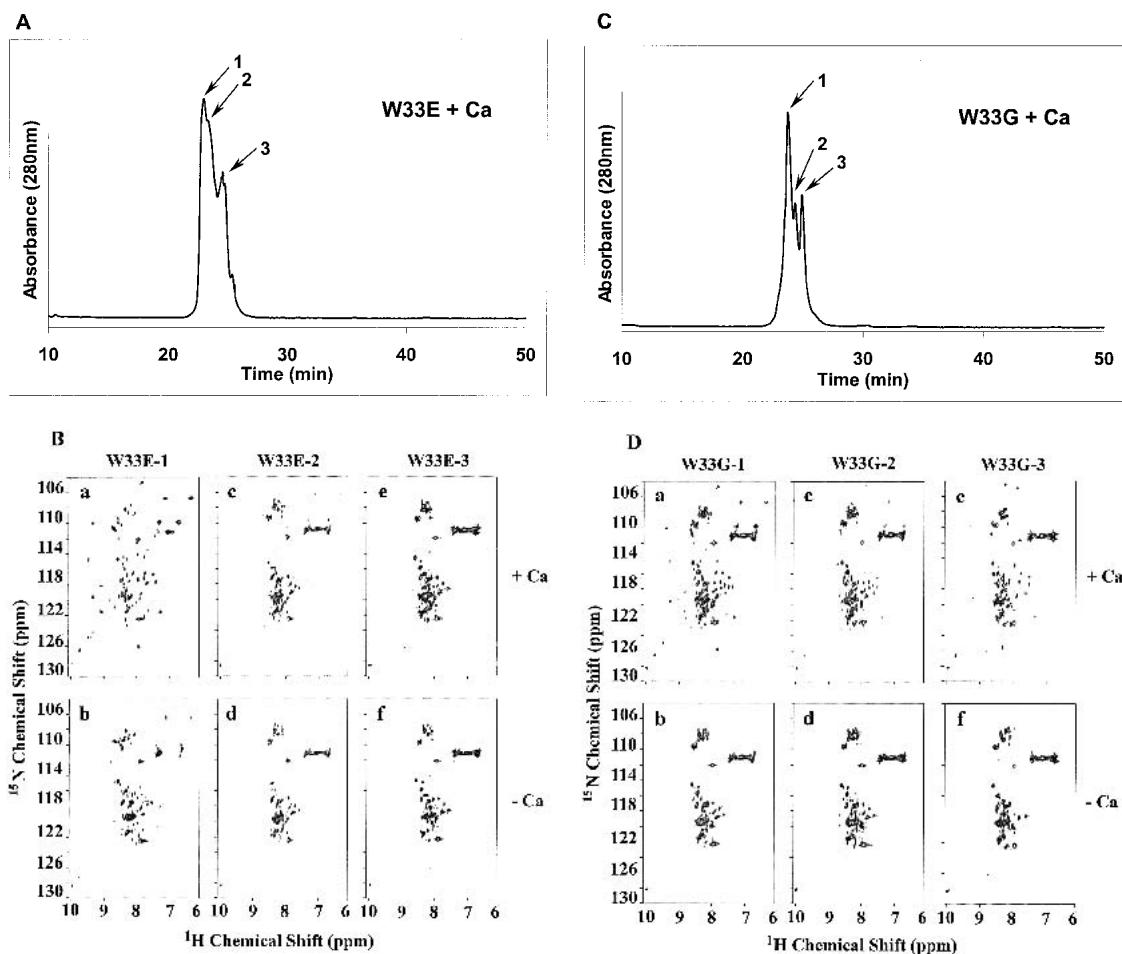 A
1
2
3
W33E + Ca
Absorbance (280nm)
10 20 30 40 50
Time (min)
C
1
2
3
W33G + Ca
Absorbance (280nm)
10 20 30 40 50
Time (min)
B
W33E-1 W33E-2 W33E-3
a c e
106
110
112
118
122
126
130
+ Ca
b d f
106
110
112
118
122
126
130
- Ca
10 9 8 7 6 9 8 7 6 9 8 7 6
15N Chemical Shift (ppm)
1H Chemical Shift (ppm)
D
W33G-1 W33G-2 W33G-3
a c e
106
110
114
118
122
126
130
+ Ca
b d f
106
110
114
118
122
126
130
- Ca
10 9 8 7 6 10 9 8 7 6 10 9 8 7 6
15N Chemical Shift (ppm)
1H Chemical Shift (ppm)